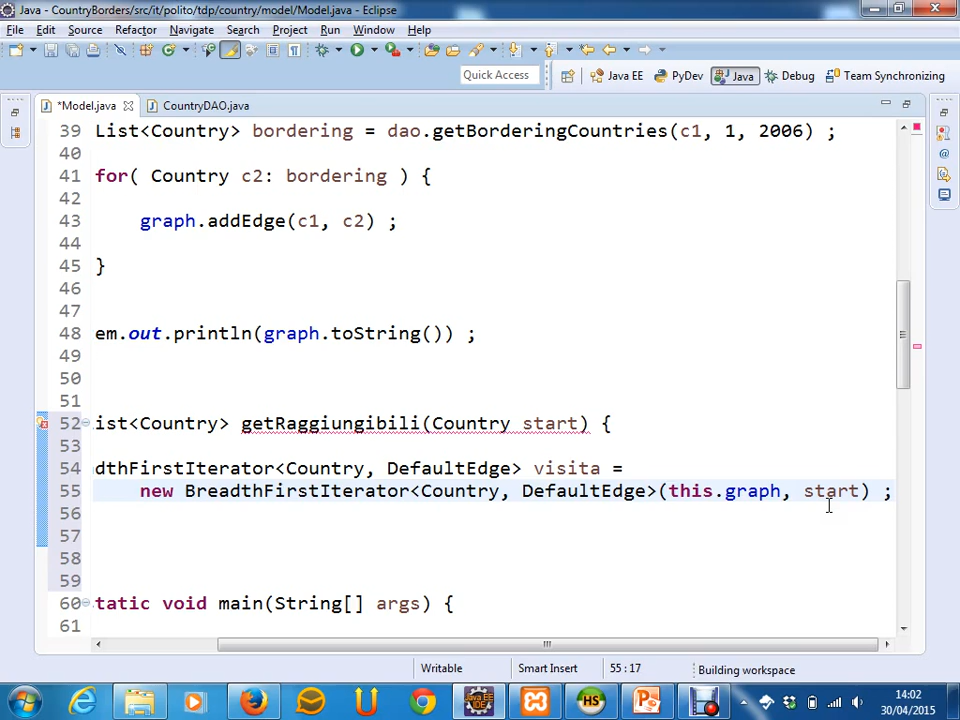 Java - CountryBorders/src/it/polito/tdp/country/model/Model.java - Eclipse
File Edit Source Refactor Navigate Search Project Run Window Help
Quick Access Java EE PyDev Java Debug Team Synchronizing
*Model.java CountryDAO.java
39 List<Country> bordering = dao.getBorderingCountries(c1, 1, 2006) ;
40
41 for( Country c2: bordering ) {
42
43 graph.addEdge(c1, c2) ;
44
45 }
46
47
48 em.out.println(graph.toString()) ;
49
50
51
52 ist<Country> getRaggiungibili(Country start) {
53
54 dthFirstIterator<Country, DefaultEdge> visita =
55 new BreadthFirstIterator<Country, DefaultEdge>(this.graph, start) ;
56
57
58
59
60 tatic void main(String[] args) {
61
Writable Smart Insert 55 : 17 Building workspace
14:02
30/04/2015